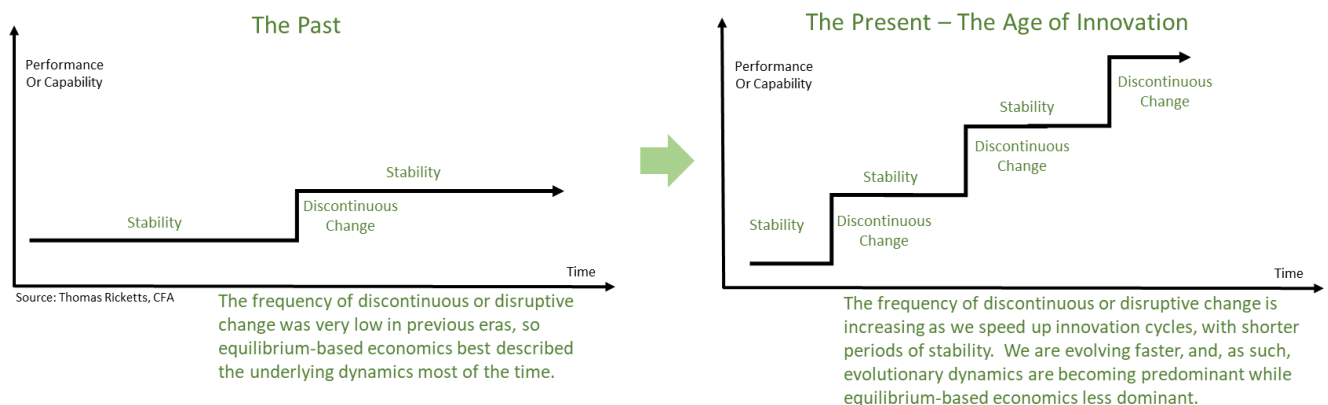 The Past
Performance
Or Capability
Stability
Stability
Discontinuous
Change
Time
Source: Thomas Ricketts, CFA
The frequency of discontinuous or disruptive
change was very low in previous eras, so
equilibrium-based economics best described
the underlying dynamics most of the time.
The Present – The Age of Innovation
Performance
Or Capability
Discontinuous
Change
Stability
Discontinuous
Change
Stability
Stability
Discontinuous
Change
Time
The frequency of discontinuous or disruptive change is
increasing as we speed up innovation cycles, with shorter
periods of stability.  We are evolving faster, and, as such,
evolutionary dynamics are becoming predominant while
equilibrium-based economics less dominant.